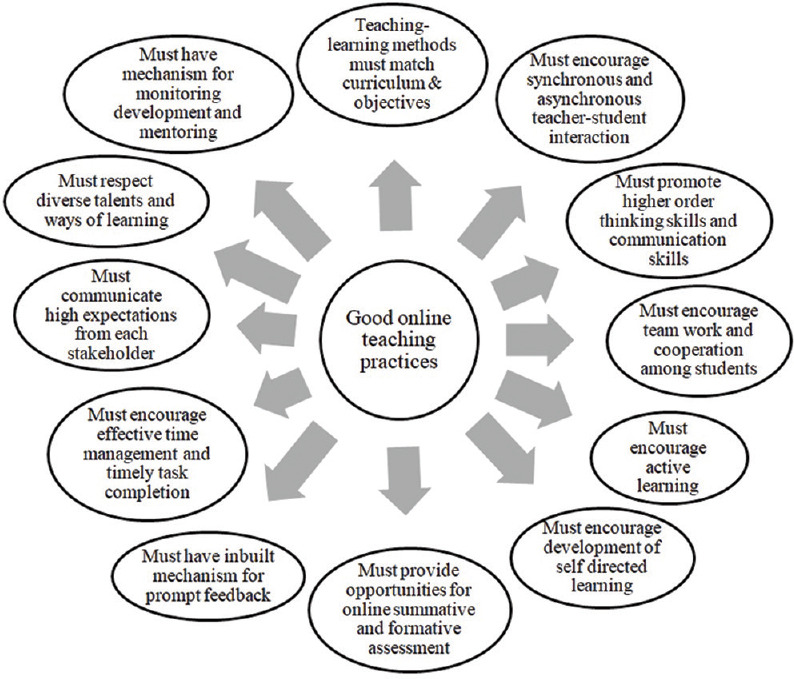 Teaching-
learning methods
must match
curriculum &
objectives
Must encourage
synchronous and
asynchronous
teacher-student
interaction
Must promote
higher order
thinking skills and
communication
skills
Must encourage
team work and
cooperation
among students
Must
encourage
active
learning
Must encourage
development of
self directed
learning
Must provide
opportunities for
online summative
and formative
assessment
Must have inbuilt
mechanism for
prompt feedback
Must encourage
effective time
management and
timely task
completion
Must
communicate
high expectations
from each
stakeholder
Must respect
diverse talents and
ways of learning
Must have
mechanism for
monitoring
development and
mentoring
Good online
teaching
practices